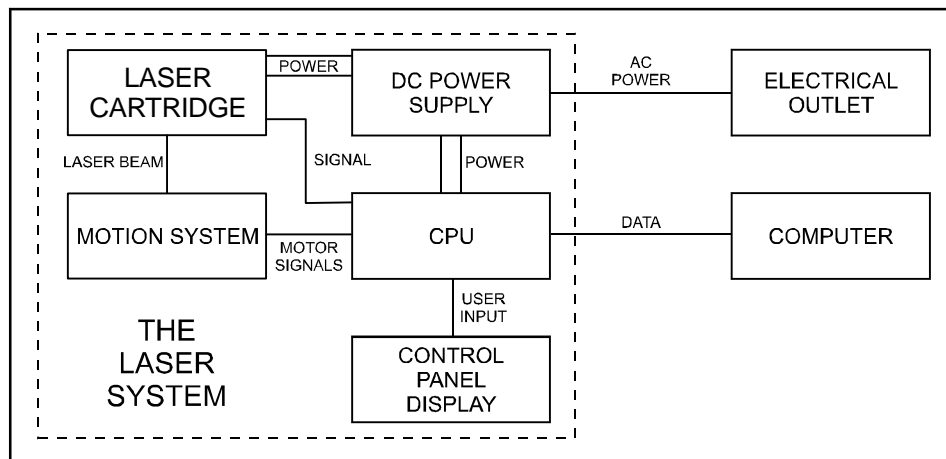 LASER
CARTRIDGE
POWER
DC POWER
SUPPLY
AC
POWER
ELECTRICAL
OUTLET
LASER BEAM
SIGNAL
POWER
MOTION SYSTEM
MOTOR
SIGNALS
CPU
DATA
COMPUTER
USER
INPUT
THE
LASER
SYSTEM
CONTROL
PANEL
DISPLAY